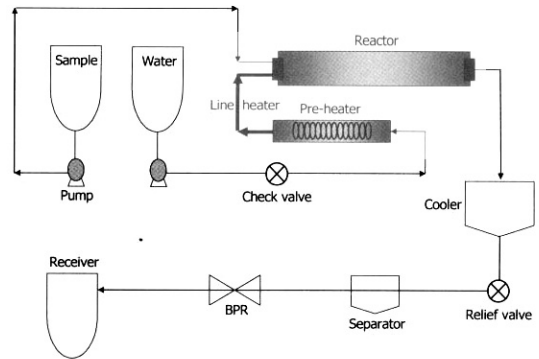 Reactor
Sample
Water
Line heater
Pre-heater
Pump
Check valve
Cooler
Receiver
BPR
Separator
Relief valve